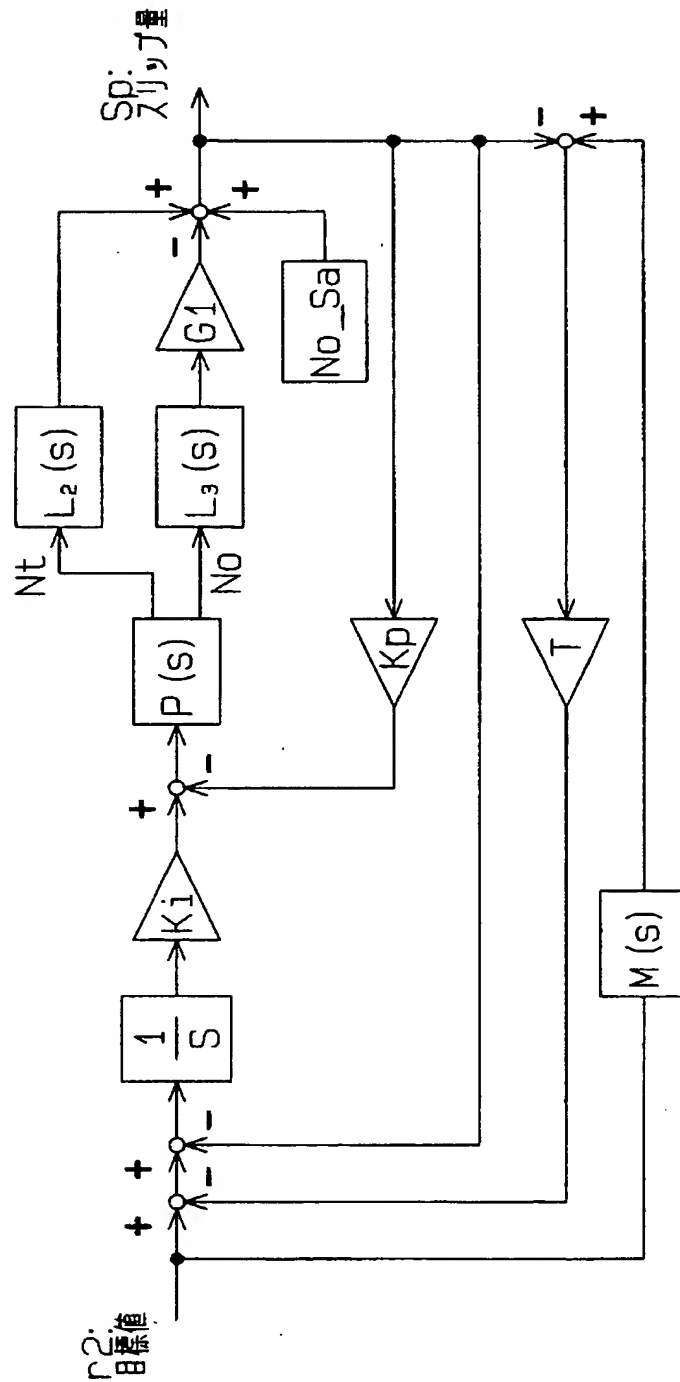 r2:
目標値
+
−
+
−
1
S
Ki
+
−
P(s)
Nt
No
L₂(s)
L₃(s)
G1
No_Sa
+
−
+
Sp:
スリップ量
Kp
T
−
+
M(s)